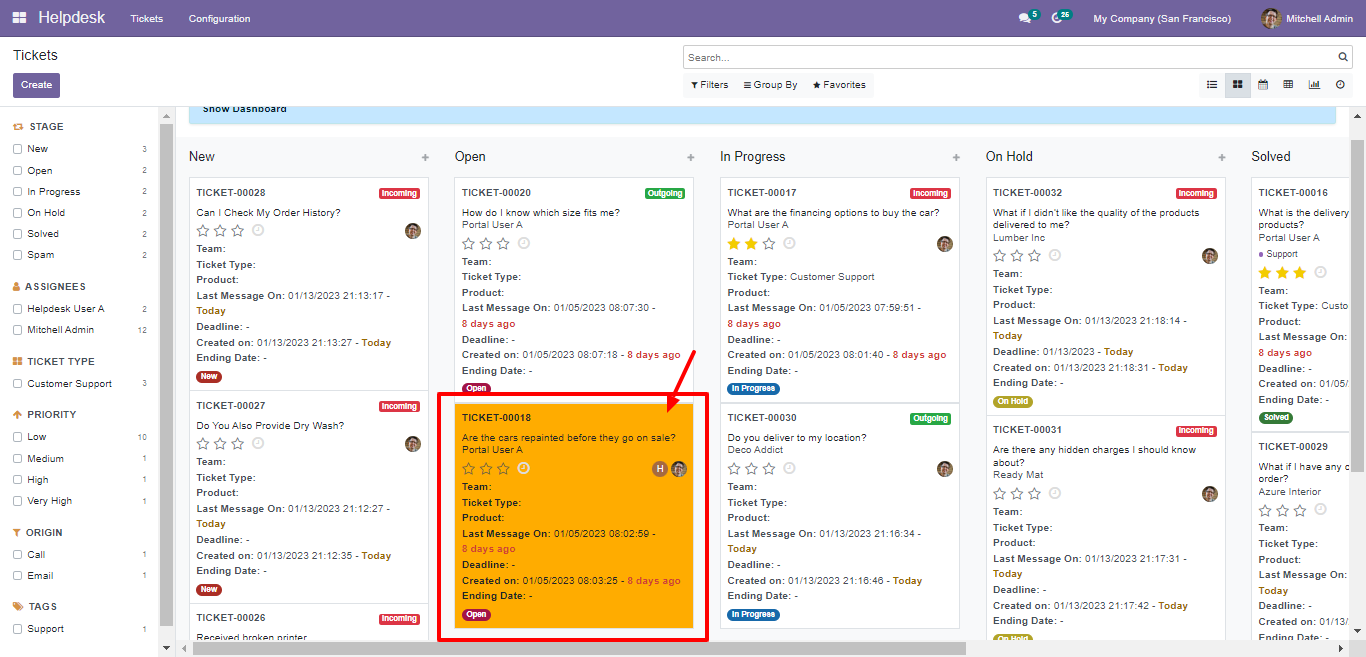 Helpdesk Tickets Configuration 5 26 My Company (San Francisco) Mitchell Admin
Tickets
Search...
Create
Filters Group By Favorites
STAGE
New 3
Open 2
In Progress 2
On Hold 2
Solved 2
Spam 2
ASSIGNEES
Helpdesk User A 2
Mitchell Admin 12
TICKET TYPE
Customer Support 3
PRIORITY
Low 10
Medium 1
High 1
Very High 1
ORIGIN
Call 1
Email 1
TAGS
Support 1
Show Dashboard
New
TICKET-00028 Incoming
Can I Check My Order History?
Team:
Ticket Type:
Product:
Last Message On: 01/13/2023 21:13:17 -
Today
Deadline: -
Created on: 01/13/2023 21:13:27 - Today
Ending Date: -
New
TICKET-00027 Incoming
Do You Also Provide Dry Wash?
Team:
Ticket Type:
Product:
Last Message On: 01/13/2023 21:12:27 -
Today
Deadline: -
Created on: 01/13/2023 21:12:35 - Today
Ending Date: -
New
TICKET-00026 Incoming
Received broken printer
Open
TICKET-00020 Outgoing
How do I know which size fits me?
Portal User A
Team:
Ticket Type:
Product:
Last Message On: 01/05/2023 08:07:30 -
8 days ago
Deadline: -
Created on: 01/05/2023 08:07:18 - 8 days ago
Ending Date: -
Open
TICKET-00018
Are the cars repainted before they go on sale?
Portal User A
H
Team:
Ticket Type:
Product:
Last Message On: 01/05/2023 08:02:59 -
8 days ago
Deadline: -
Created on: 01/05/2023 08:03:25 - 8 days ago
Ending Date: -
Open
In Progress
TICKET-00017 Incoming
What are the financing options to buy the car?
Portal User A
Team:
Ticket Type: Customer Support
Product:
Last Message On: 01/05/2023 07:59:51 -
8 days ago
Deadline: -
Created on: 01/05/2023 08:01:40 - 8 days ago
Ending Date: -
In Progress
TICKET-00030 Outgoing
Do you deliver to my location?
Deco Addict
Team:
Ticket Type:
Product:
Last Message On: 01/13/2023 21:16:34 -
Today
Deadline: -
Created on: 01/13/2023 21:16:46 - Today
Ending Date: -
In Progress
On Hold
TICKET-00032 Incoming
What if I didn't like the quality of the products
delivered to me?
Lumber Inc
Team:
Ticket Type:
Product:
Last Message On: 01/13/2023 21:18:14 -
Today
Deadline: 01/13/2023 - Today
Created on: 01/13/2023 21:18:31 - Today
Ending Date: -
On Hold
TICKET-00031 Incoming
Are there any hidden charges I should know
about?
Ready Mat
Team:
Ticket Type:
Product:
Last Message On: 01/13/2023 21:17:31 -
Today
Deadline: -
Created on: 01/13/2023 21:17:42 - Today
Ending Date: -
On Hold
Solved
TICKET-00016
What is the delivery
products?
Portal User A
Support
Team:
Ticket Type: Custo
Product:
Last Message On:
8 days ago
Deadline: -
Created on: 01/05/
Ending Date: -
Solved
TICKET-00029
What if I have any c
order?
Azure Interior
Team:
Ticket Type:
Product:
Last Message On:
Today
Deadline: -
Created on: 01/13/
Ending Date: -